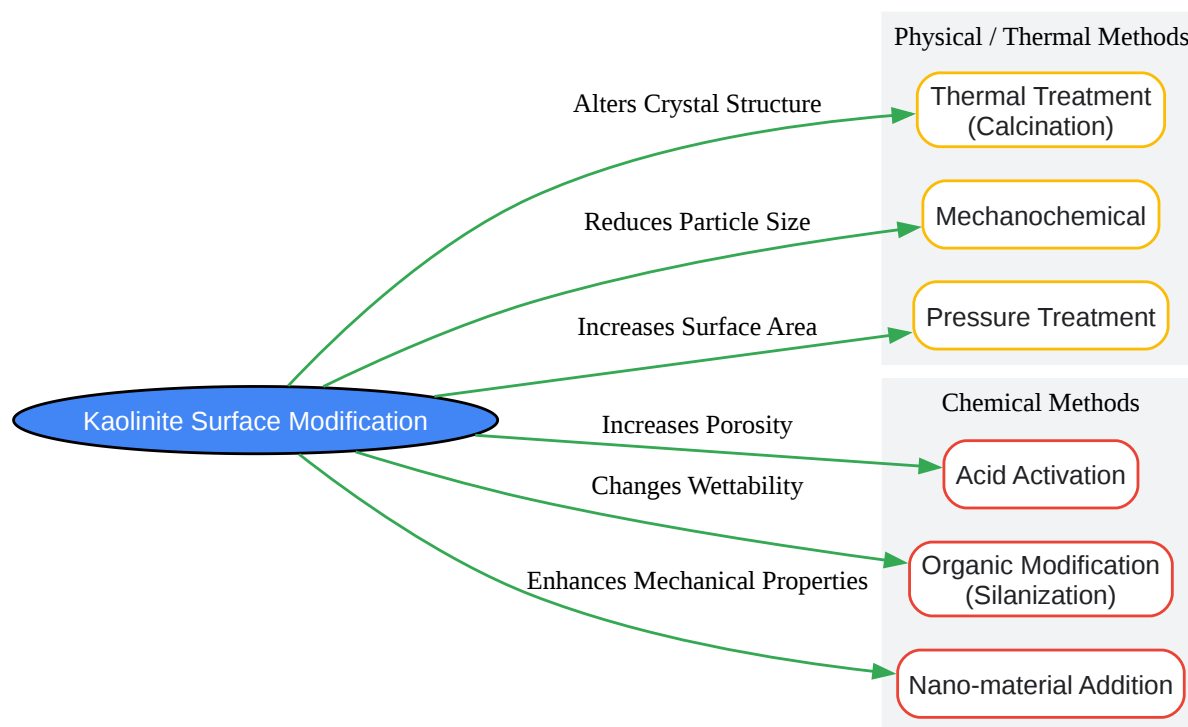 Physical / Thermal Methods
Alters Crystal Structure
Thermal Treatment
(Calcination)
Reduces Particle Size
Mechanochemical
Increases Surface Area
Pressure Treatment
Kaolinite Surface Modification
Chemical Methods
Increases Porosity
Acid Activation
Changes Wettability
Organic Modification
(Silanization)
Enhances Mechanical Properties
Nano-material Addition